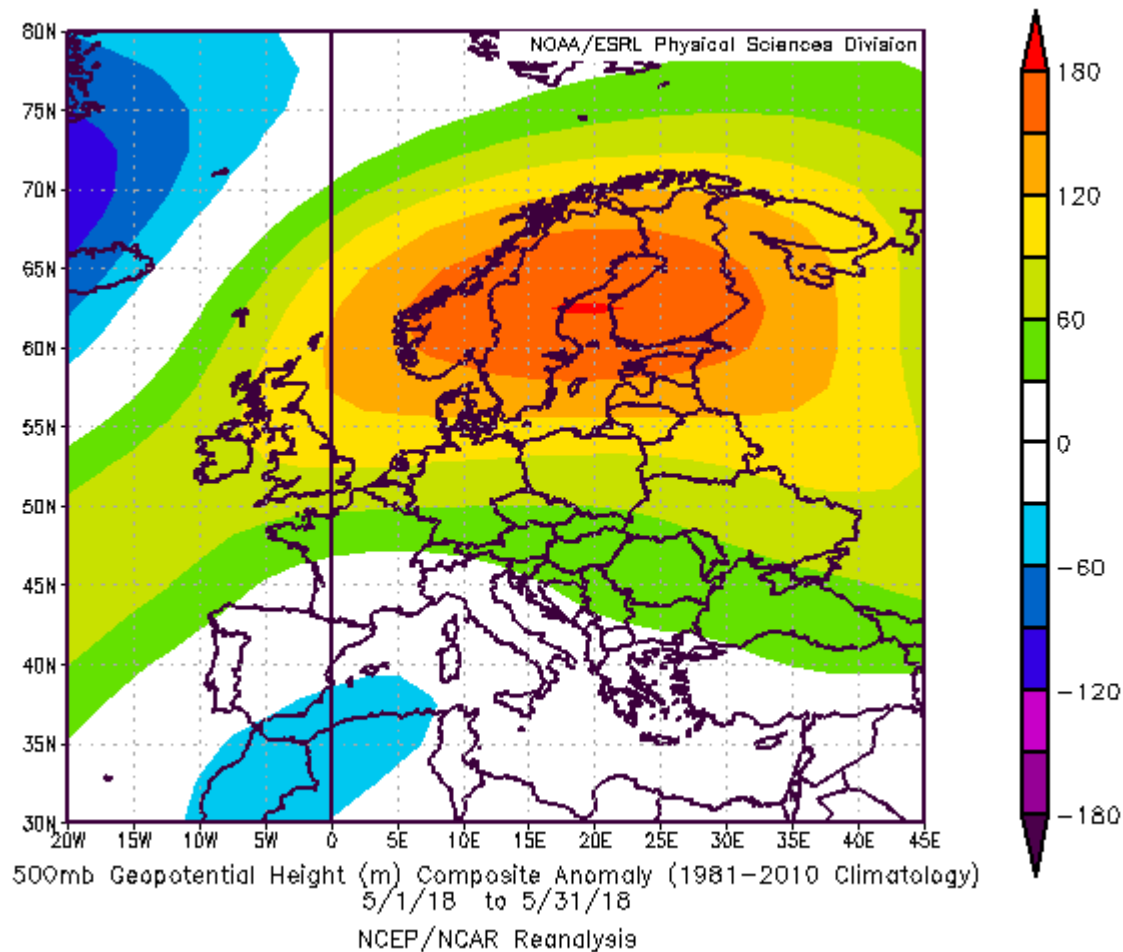 NOAA/ESRL Physical Sciences Division
80N
75N
70N
65N
60N
55N
50N
45N
40N
35N
30N
20W 15W 10W 5W 0 5E 10E 15E 20E 25E 30E 35E 40E 45E
180
120
60
0
-60
-120
-180
500mb Geopotential Height (m) Composite Anomaly (1981-2010 Climatology)
5/1/18 to 5/31/18
NCEP/NCAR Reanalysis